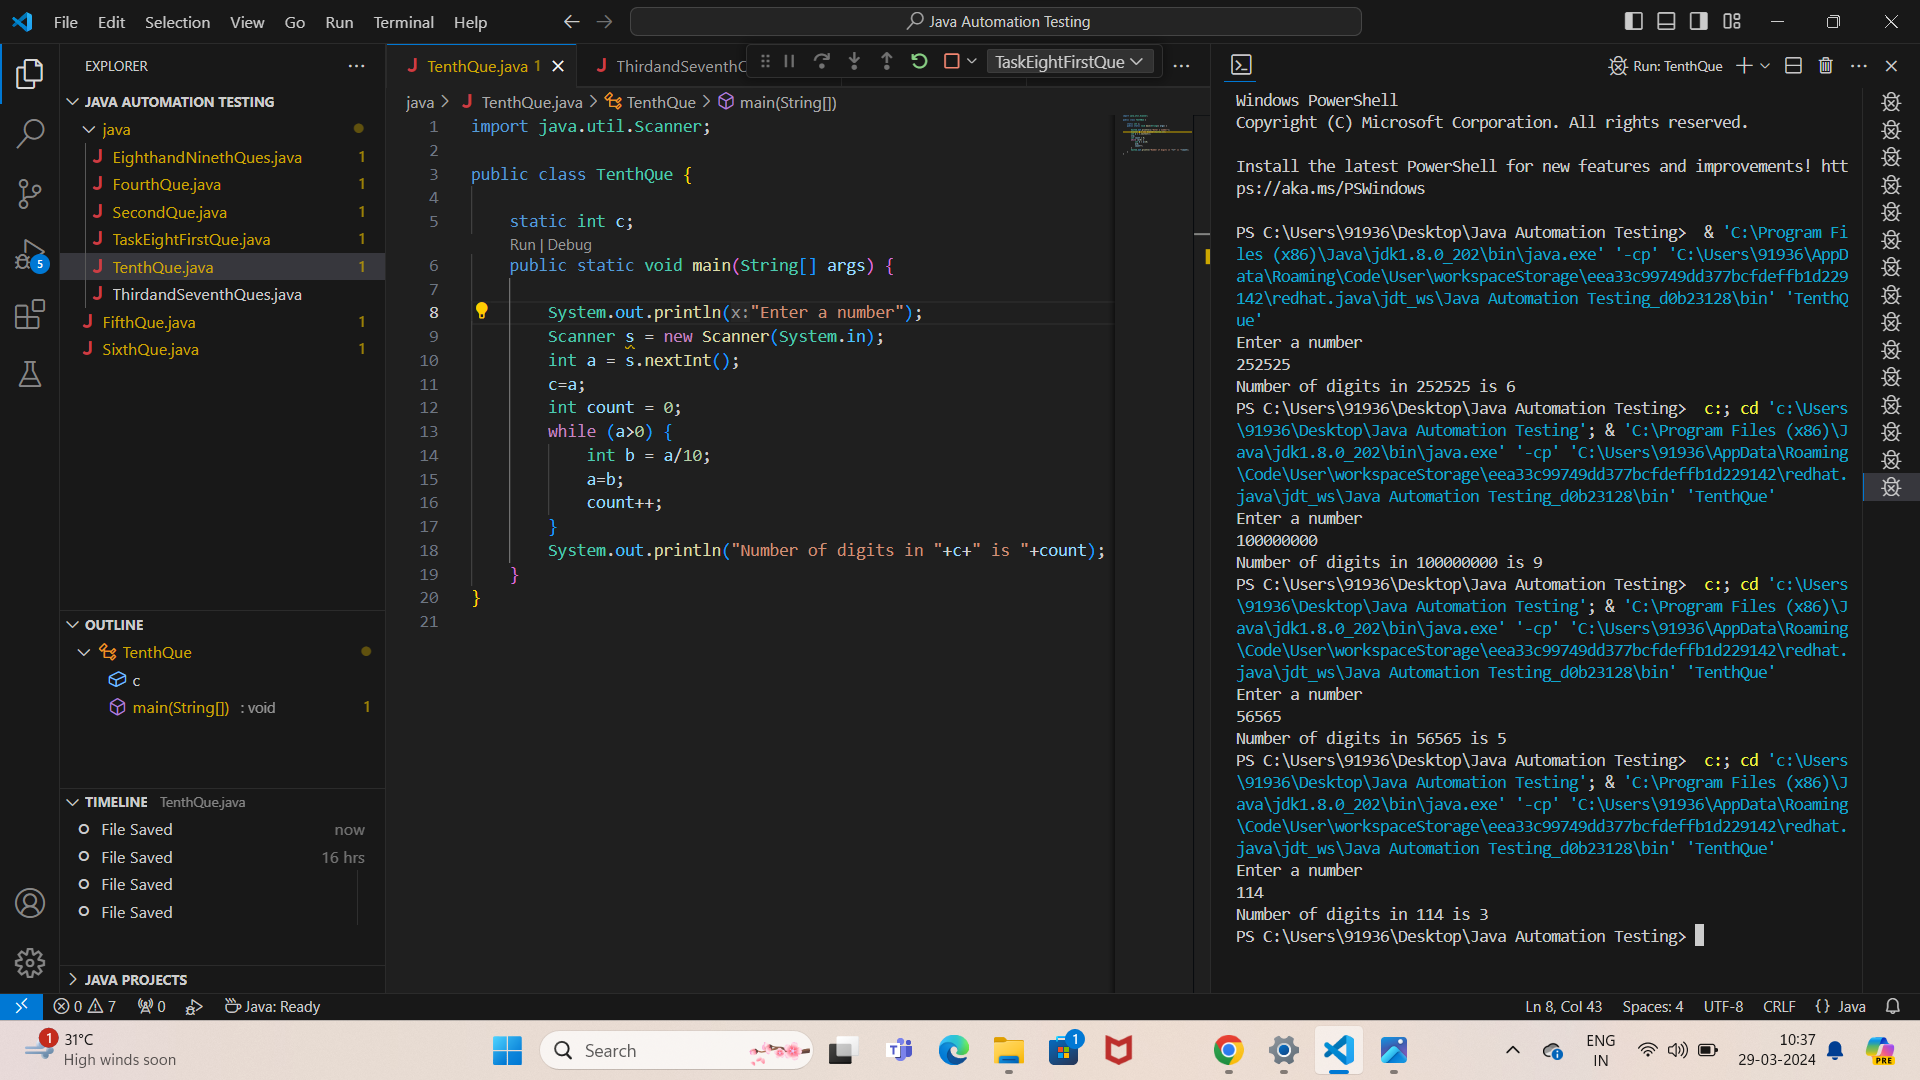 File Edit Selection View Go Run Terminal Help
Java Automation Testing
EXPLORER
JAVA AUTOMATION TESTING
java
EighthandNinethQues.java 1
FourthQue.java 1
SecondQue.java 1
TaskEightFirstQue.java 1
TenthQue.java 1
ThirdandSeventhQues.java
FifthQue.java 1
SixthQue.java 1
5
OUTLINE
TenthQue
c
main(String[]) : void 1
TIMELINE TenthQue.java
File Saved now
File Saved 16 hrs
File Saved
File Saved
JAVA PROJECTS
TenthQue.java 1
ThirdandSeventhC
TaskEightFirstQue
java > TenthQue.java > TenthQue > main(String[])
1 import java.util.Scanner;
2
3 public class TenthQue {
4
5 static int c;
Run | Debug
6 public static void main(String[] args) {
7
8 System.out.println(x:"Enter a number");
9 Scanner s = new Scanner(System.in);
10 int a = s.nextInt();
11 c=a;
12 int count = 0;
13 while (a>0) {
14 int b = a/10;
15 a=b;
16 count++;
17 }
18 System.out.println("Number of digits in "+c+" is "+count);
19 }
20 }
21
Run: TenthQue
Windows PowerShell
Copyright (C) Microsoft Corporation. All rights reserved.
Install the latest PowerShell for new features and improvements! htt
ps://aka.ms/PSWindows
PS C:\Users\91936\Desktop\Java Automation Testing>  & 'C:\Program Fi
les (x86)\Java\jdk1.8.0_202\bin\java.exe' '-cp' 'C:\Users\91936\AppD
ata\Roaming\Code\User\workspaceStorage\eea33c99749dd377bcfdeffb1d229
142\redhat.java\jdt_ws\Java Automation Testing_d0b23128\bin' 'TenthQ
ue'
Enter a number
252525
Number of digits in 252525 is 6
PS C:\Users\91936\Desktop\Java Automation Testing>  c:; cd 'c:\Users
\91936\Desktop\Java Automation Testing'; & 'C:\Program Files (x86)\J
ava\jdk1.8.0_202\bin\java.exe' '-cp' 'C:\Users\91936\AppData\Roaming
\Code\User\workspaceStorage\eea33c99749dd377bcfdeffb1d229142\redhat.
java\jdt_ws\Java Automation Testing_d0b23128\bin' 'TenthQue'
Enter a number
100000000
Number of digits in 100000000 is 9
PS C:\Users\91936\Desktop\Java Automation Testing>  c:; cd 'c:\Users
\91936\Desktop\Java Automation Testing'; & 'C:\Program Files (x86)\J
ava\jdk1.8.0_202\bin\java.exe' '-cp' 'C:\Users\91936\AppData\Roaming
\Code\User\workspaceStorage\eea33c99749dd377bcfdeffb1d229142\redhat.
java\jdt_ws\Java Automation Testing_d0b23128\bin' 'TenthQue'
Enter a number
56565
Number of digits in 56565 is 5
PS C:\Users\91936\Desktop\Java Automation Testing>  c:; cd 'c:\Users
\91936\Desktop\Java Automation Testing'; & 'C:\Program Files (x86)\J
ava\jdk1.8.0_202\bin\java.exe' '-cp' 'C:\Users\91936\AppData\Roaming
\Code\User\workspaceStorage\eea33c99749dd377bcfdeffb1d229142\redhat.
java\jdt_ws\Java Automation Testing_d0b23128\bin' 'TenthQue'
Enter a number
114
Number of digits in 114 is 3
PS C:\Users\91936\Desktop\Java Automation Testing>
0 7 0 Java: Ready
Ln 8, Col 43 Spaces: 4 UTF-8 CRLF {} Java
1 31°C
High winds soon
Search
1
ENG
IN
10:37
29-03-2024
PRE